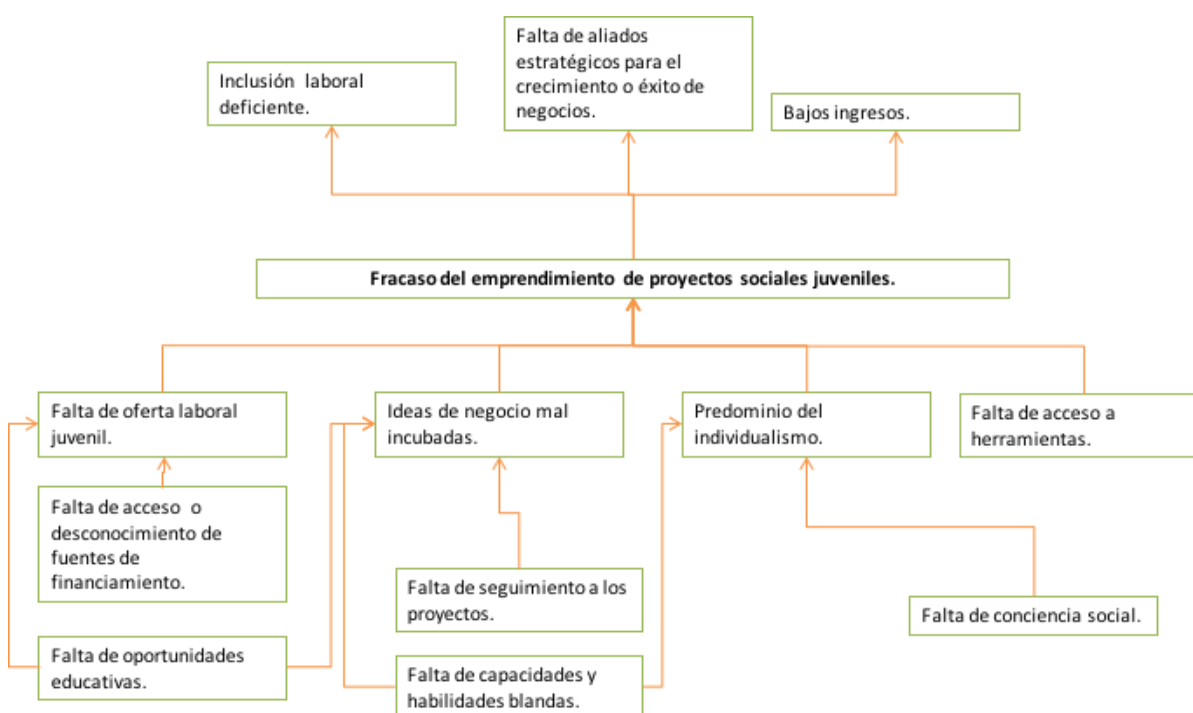 Falta de aliados
estratégicos para el
crecimiento o éxito de
negocios.
Inclusión laboral
deficiente.
Bajos ingresos.
Fracaso del emprendimiento de proyectos sociales juveniles.
Falta de oferta laboral
juvenil.
Ideas de negocio mal
incubadas.
Predominio del
individualismo.
Falta de acceso a
herramientas.
Falta de acceso o
desconocimiento de
fuentes de
financiamiento.
Falta de seguimiento a los
proyectos.
Falta de conciencia social.
Falta de oportunidades
educativas.
Falta de capacidades y
habilidades blandas.